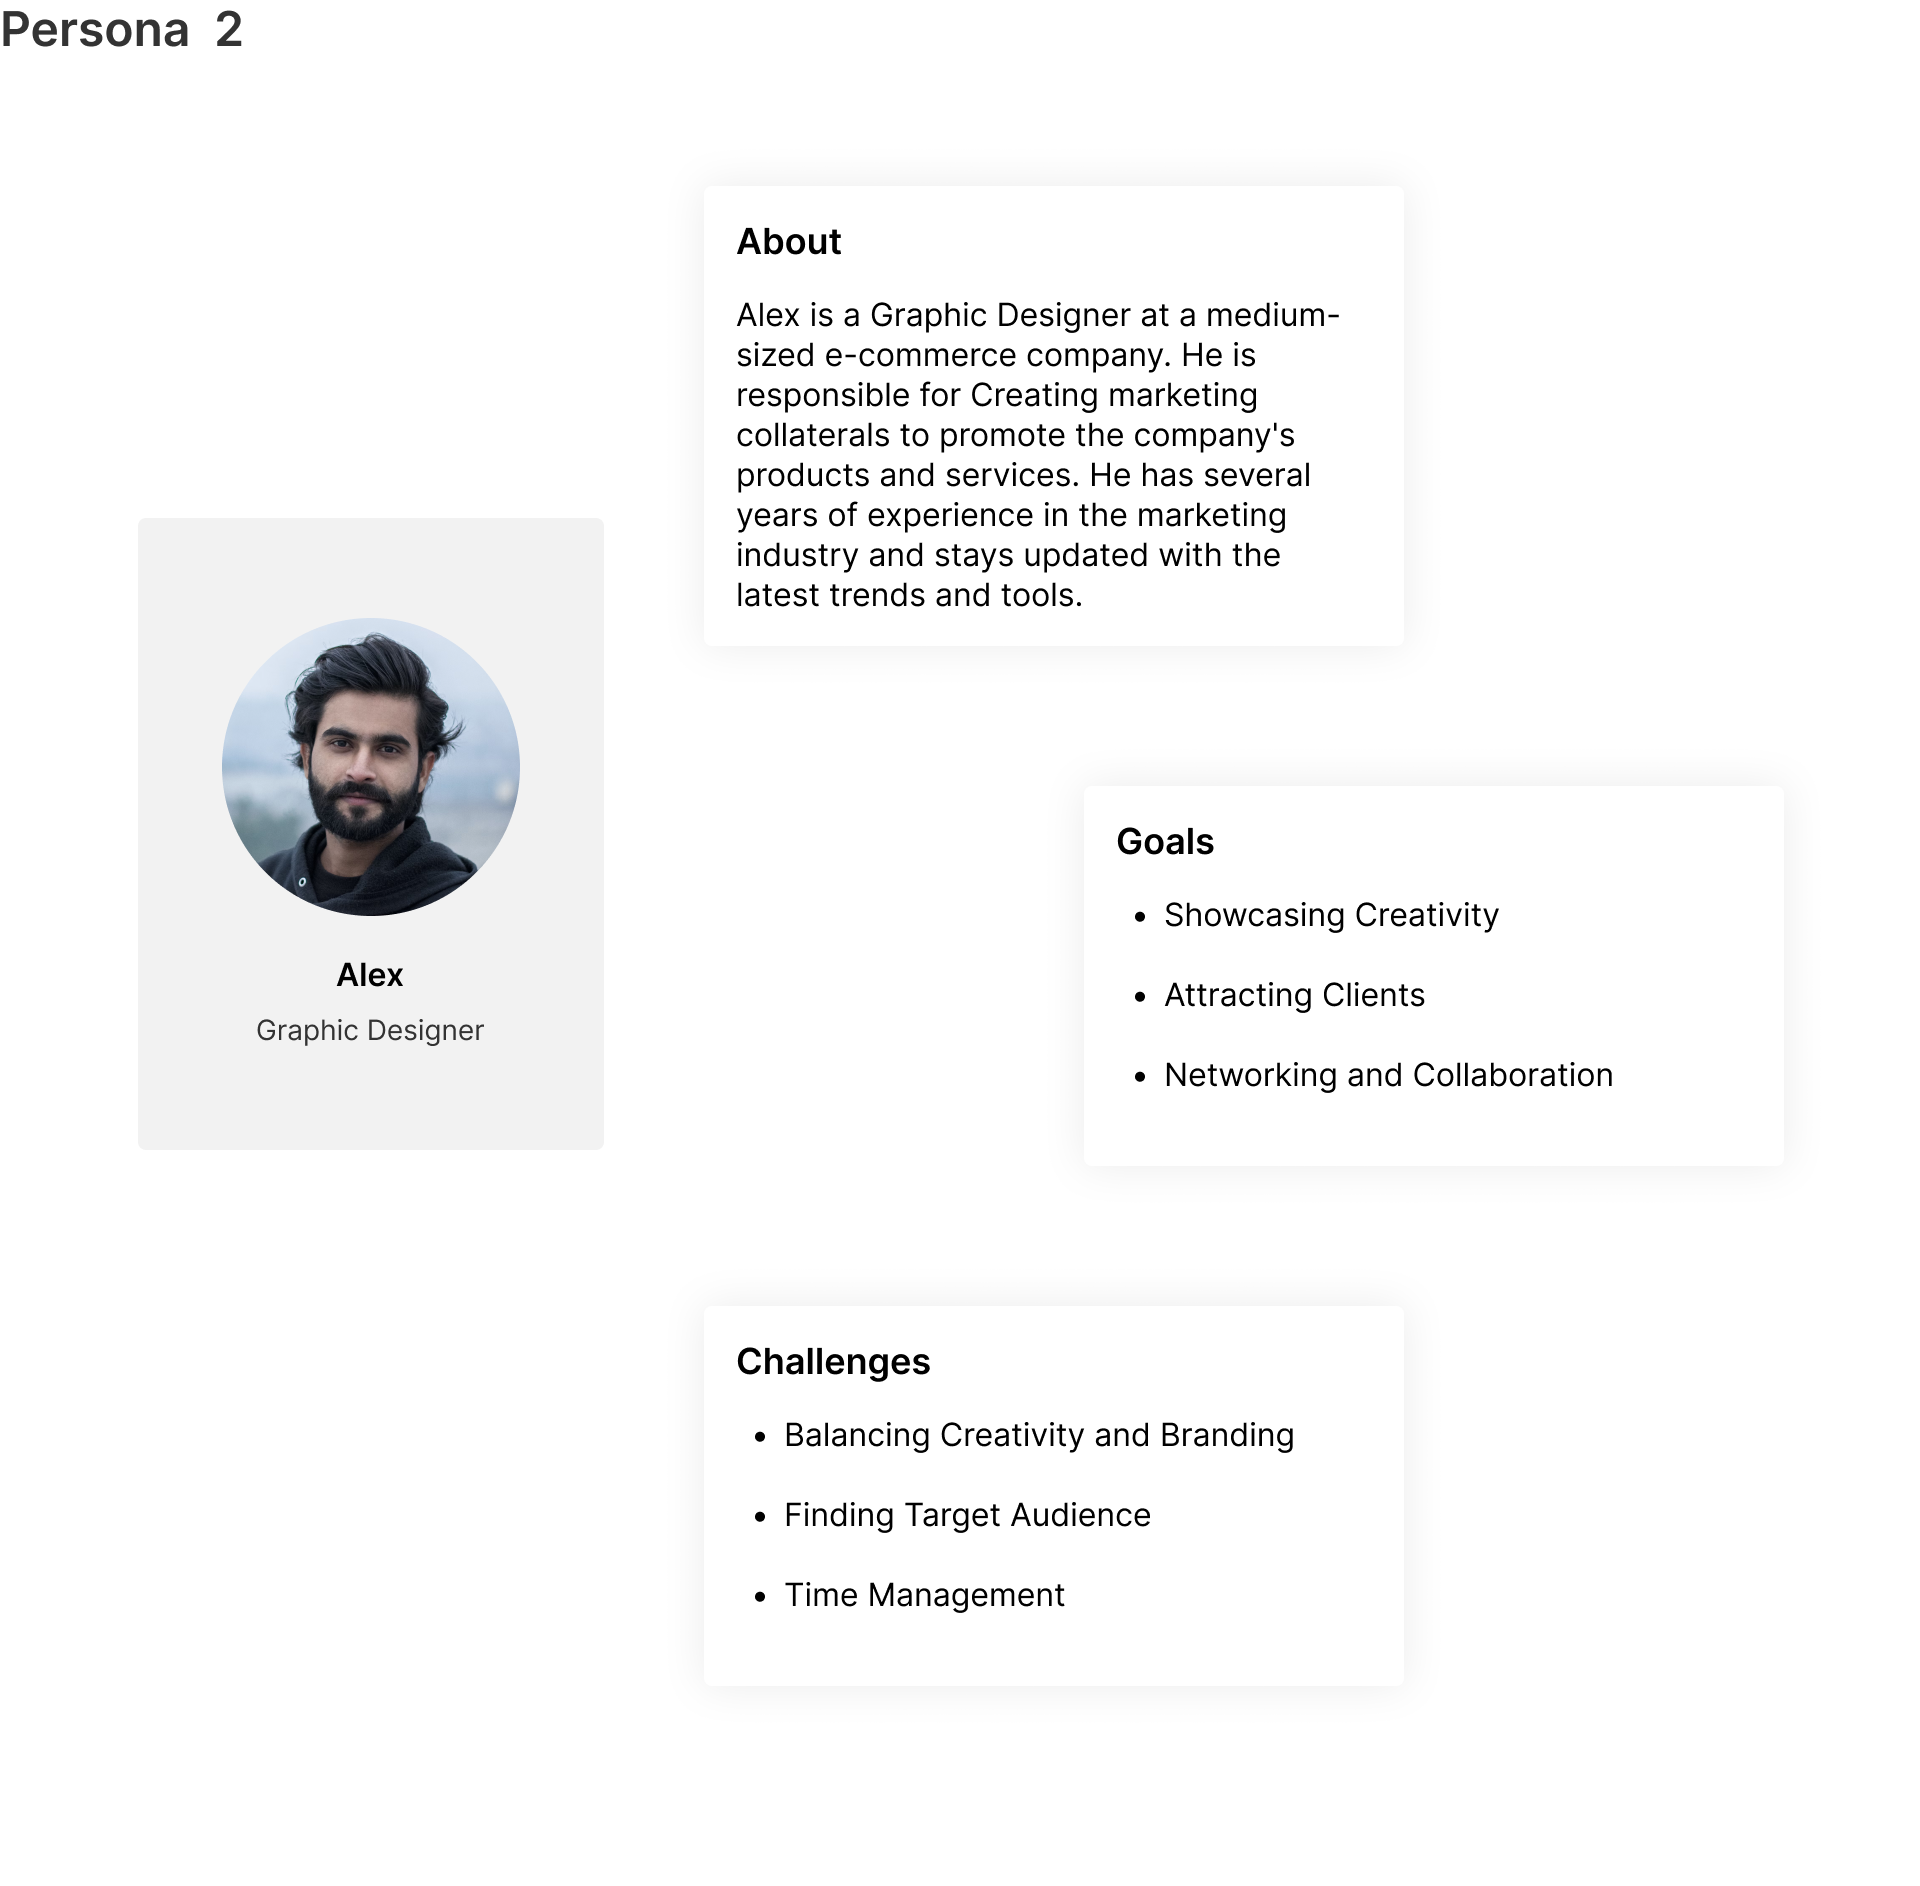 Persona 2
About
Alex is a Graphic Designer at a medium-
sized e-commerce company. He is
responsible for Creating marketing
collaterals to promote the company's
products and services. He has several
years of experience in the marketing
industry and stays updated with the
latest trends and tools.
Alex
Graphic Designer
Goals
• Showcasing Creativity
• Attracting Clients
• Networking and Collaboration
Challenges
• Balancing Creativity and Branding
• Finding Target Audience
• Time Management